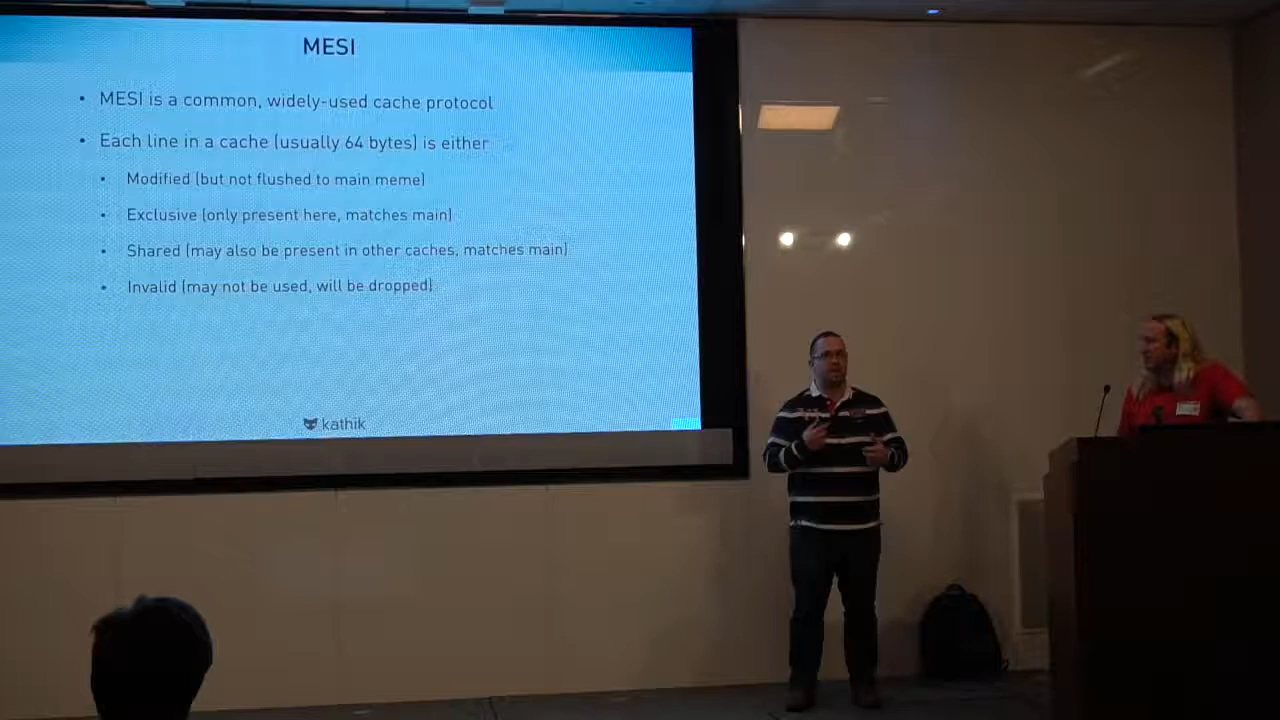 MESI
• MESI is a common, widely-used cache protocol
• Each line in a cache (usually 64 bytes) is either
• Modified (but not flushed to main meme)
• Exclusive (only present here, matches main)
• Shared (may also be present in other caches, matches main)
• Invalid (may not be used, will be dropped)
kathik